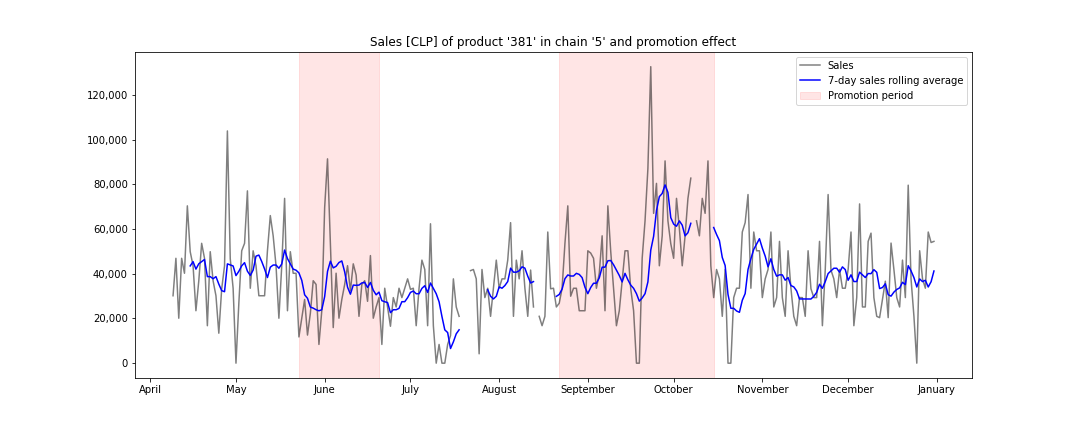 Sales [CLP] of product '381' in chain '5' and promotion effect
Sales
7-day sales rolling average
Promotion period
120,000
100,000
80,000
60,000
40,000
20,000
0
April May June July August September October November December January